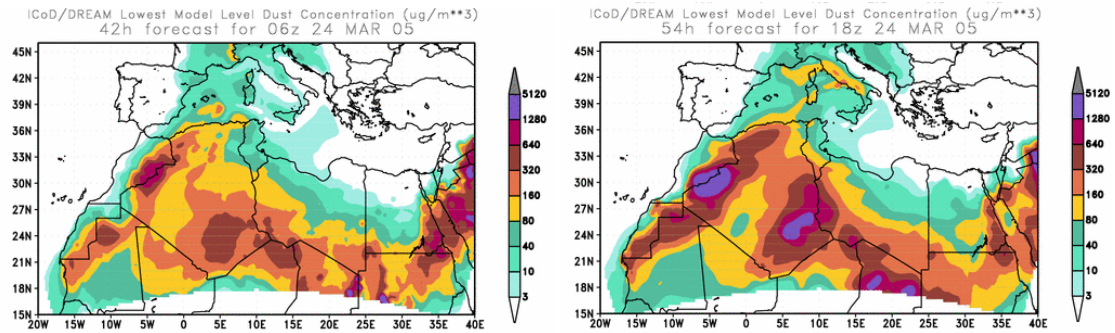 ICoD/DREAM Lowest Model Level Dust Concentration (ug/m**3)
42h forecast for 06z 24 MAR 05
45N
42N
39N
36N
33N
30N
27N
24N
21N
18N
15N
20W 15W 10W 5W 0 5E 10E 15E 20E 25E 30E 35E 40E
5120
1280
640
320
160
80
40
10
3
ICoD/DREAM Lowest Model Level Dust Concentration (ug/m**3)
54h forecast for 18z 24 MAR 05
45N
42N
39N
36N
33N
30N
27N
24N
21N
18N
15N
20W 15W 10W 5W 0 5E 10E 15E 20E 25E 30E 35E 40E
5120
1280
640
320
160
80
40
10
3